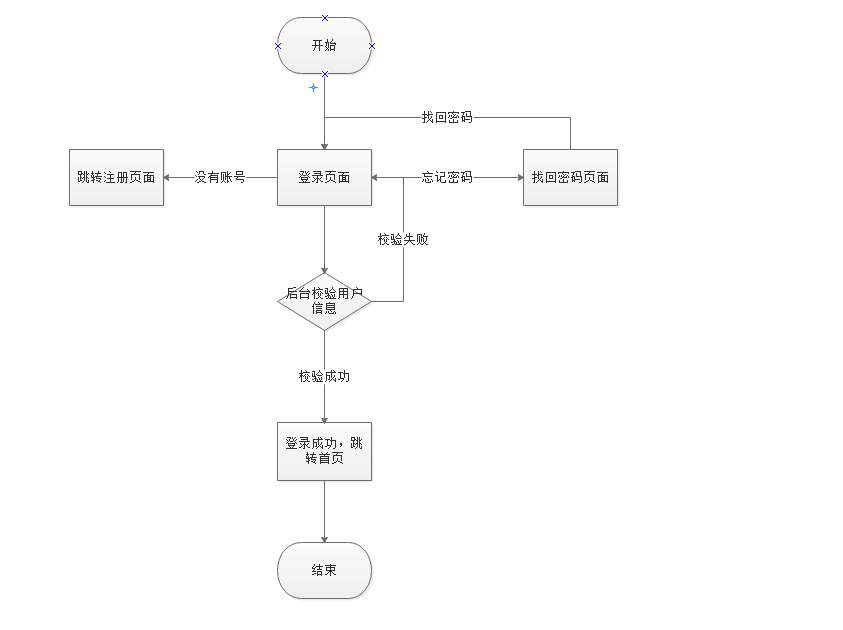 开始
找回密码
跳转注册页面
没有账号
登录页面
忘记密码
找回密码页面
校验失败
后台校验用户
信息
校验成功
登录成功，跳
转首页
结束